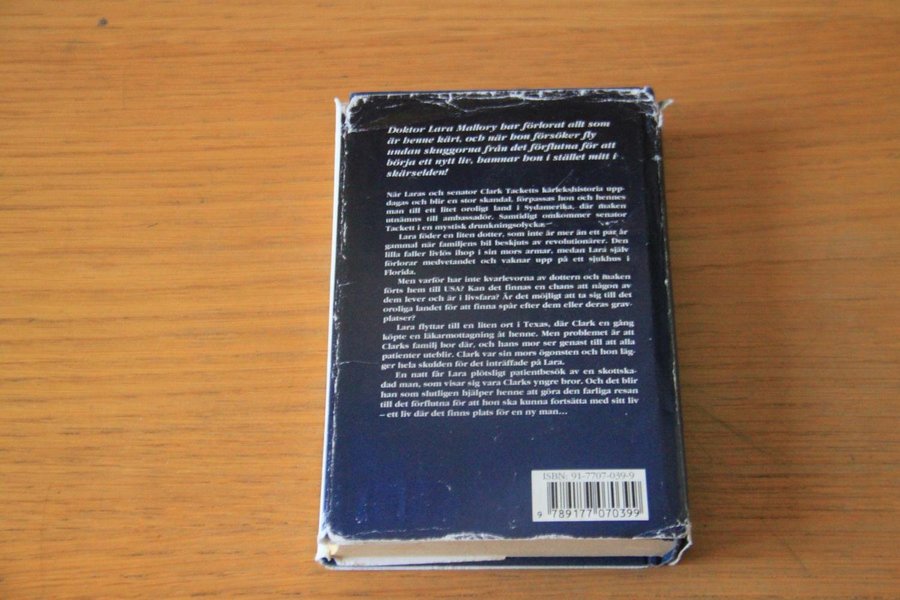 Doktor Lara Mallory har förlorat allt som
är henne kärt, och när hon försöker fly
undan skuggorna från det förflutna för att
börja ett nytt liv, hamnar hon i stället mitt i
skärselden!
När Laras och senator Clark Tacketts kärlekshistoria upp-
dagas och blir en stor skandal, förpassas hon och hennes
man till ett litet oroligt land i Sydamerika, där maken
utnämns till ambassadör. Samtidigt omkommer senator
Tackett i en mystisk drunkningsolycka.
Lara föder en liten dotter, som inte är mer än ett par år
gammal när familjens bil beskjuts av revolutionärer. Den
lilla faller livlös ihop i sin mors armar, medan Lara själv
förlorar medvetandet och vaknar upp på ett sjukhus i
Florida.
Men varför har inte kvarlevorna av dottern och maken
förts hem till USA? Kan det finnas en chans att någon av
dem lever och är i livsfara? Är det möjligt att ta sig till det
oroliga landet för att finna spår efter dem eller deras grav-
platser?
Lara flyttar till en liten ort i Texas, där Clark en gång
köpte en läkarmottagning åt henne. Men problemet är att
Clarks familj bor där, och hans mor ser genast till att alla
patienter uteblir. Clark var sin mors ögonsten och hon läg-
ger hela skulden för det inträffade på Lara.
En natt får Lara plötsligt patientbesök av en skottska-
dad man, som visar sig vara Clarks yngre bror. Och det blir
han som slutligen hjälper henne att göra den farliga resan
till det förflutna för att hon ska kunna fortsätta med sitt liv
– ett liv där det finns plats för en ny man...
ISBN: 91-7707-039-9
9 789177 070399